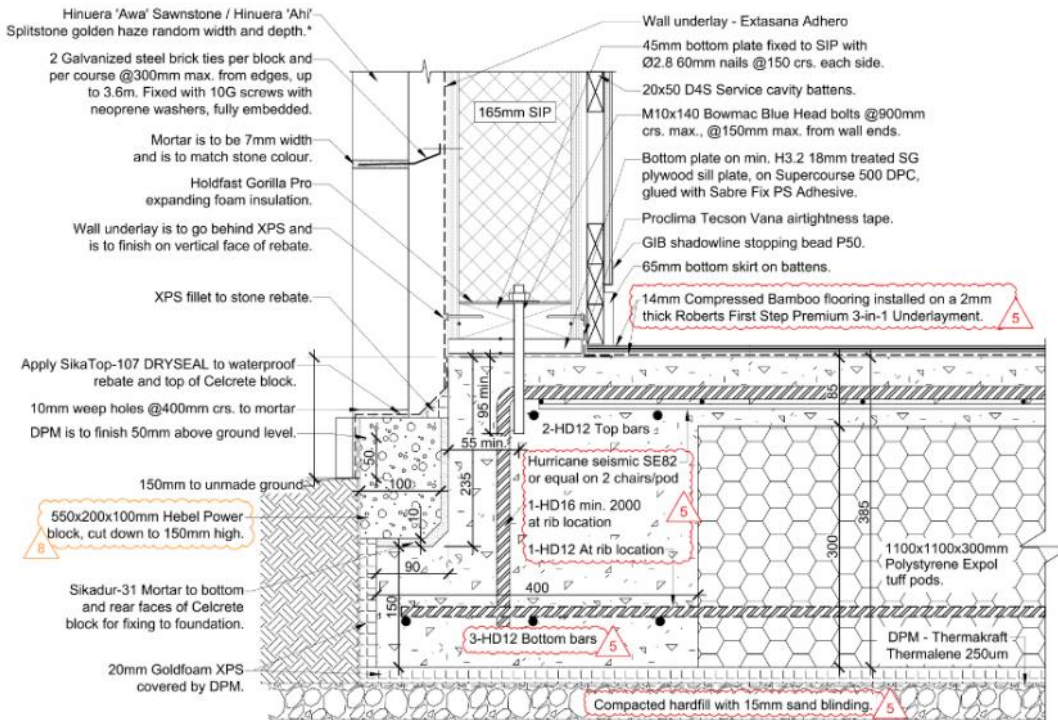 Hinuera 'Awa' Sawnstone / Hinuera 'Ahi'
Splitstone golden haze random width and depth.*
2 Galvanized steel brick ties per block and
per course @300mm max. from edges, up
to 3.6m. Fixed with 10G screws with
neoprene washers, fully embedded.
Mortar is to be 7mm width
and is to match stone colour.
Holdfast Gorilla Pro
expanding foam insulation.
Wall underlay is to go behind XPS and
is to finish on vertical face of rebate.
XPS fillet to stone rebate.
Apply SikaTop-107 DRYSEAL to waterproof
rebate and top of Celcrete block.
10mm weep holes @400mm crs. to mortar
DPM is to finish 50mm above ground level.
150mm to unmade ground
550x200x100mm Hebel Power
block, cut down to 150mm high.
8
Sikadur-31 Mortar to bottom
and rear faces of Celcrete
block for fixing to foundation.
20mm Goldfoam XPS
covered by DPM.
165mm SIP
Wall underlay - Extasana Adhero
45mm bottom plate fixed to SIP with
Ø2.8 60mm nails @150 crs. each side.
20x50 D4S Service cavity battens.
M10x140 Bowmac Blue Head bolts @900mm
crs. max., @150mm max. from wall ends.
Bottom plate on min. H3.2 18mm treated SG
plywood sill plate, on Supercourse 500 DPC,
glued with Sabre Fix PS Adhesive.
Proclima Tecson Vana airtightness tape.
GIB shadowline stopping bead P50.
65mm bottom skirt on battens.
14mm Compressed Bamboo flooring installed on a 2mm
thick Roberts First Step Premium 3-in-1 Underlayment.
5
95 min.
55 min.
85
2-HD12 Top bars
Hurricane seismic SE82
or equal on 2 chairs/pod
1-HD16 min. 2000
at rib location
1-HD12 At rib location
5
50
100
235
10
90
150
400
300
385
1100x1100x300mm
Polystyrene Expol
tuff pods.
3-HD12 Bottom bars
5
DPM - Thermakraft
Thermalene 250um
Compacted hardfill with 15mm sand blinding.
5